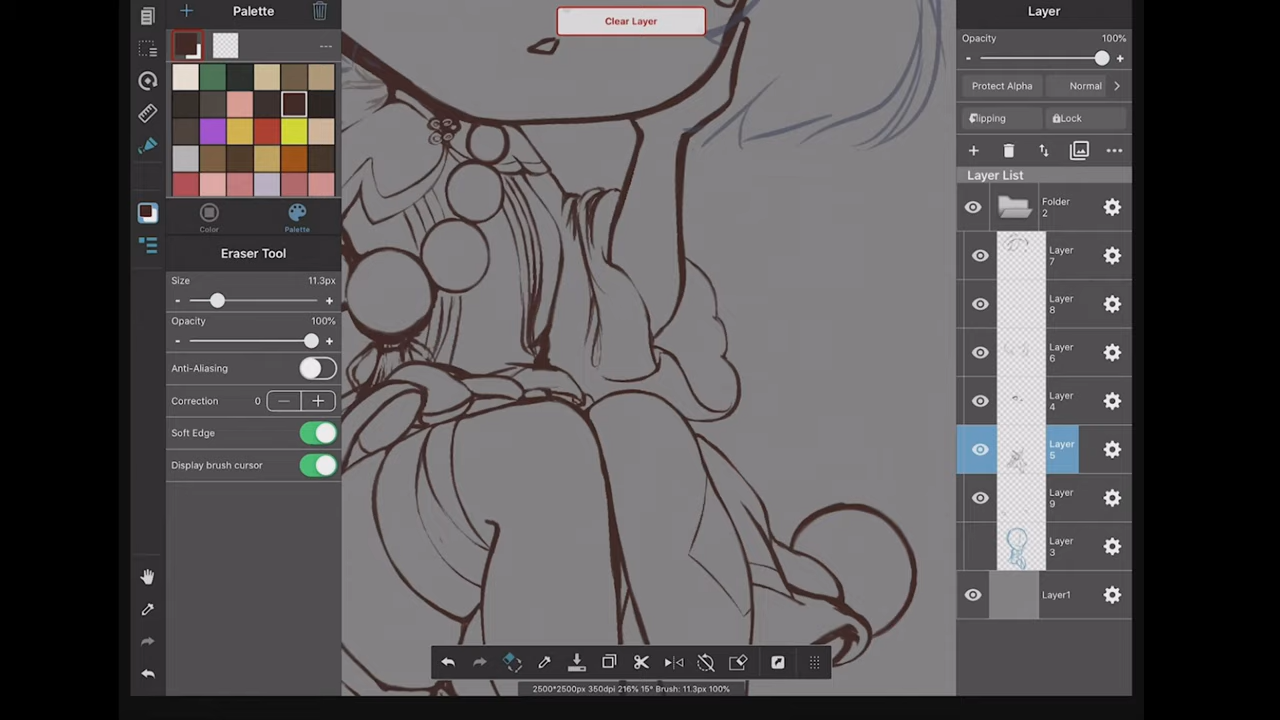 Palette
Color
Palette
Eraser Tool
Size 11.3px
- +
Opacity 100%
- +
Anti-Aliasing
Correction 0
Soft Edge
Display brush cursor
Clear Layer
2500*2500px 350dpi 216% 15° Brush: 11.3px 100%
Layer
Opacity 100%
- +
Protect Alpha Normal
Clipping Lock
Layer List
Folder
2
Layer
7
Layer
8
Layer
6
Layer
4
Layer
5
Layer
9
Layer
3
Layer1